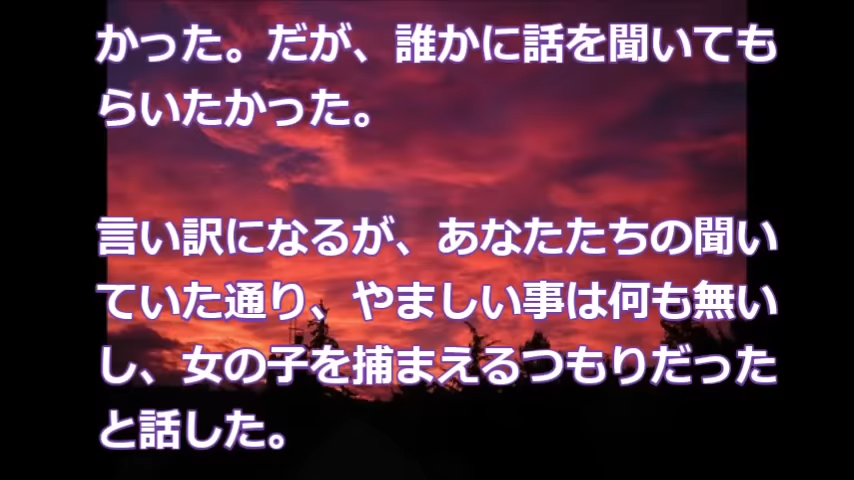 かった。だが、誰かに話を聞いても
らいたかった。
言い訳になるが、あなたたちの聞い
ていた通り、やましい事は何も無い
し、女の子を捕まえるつもりだった
と話した。